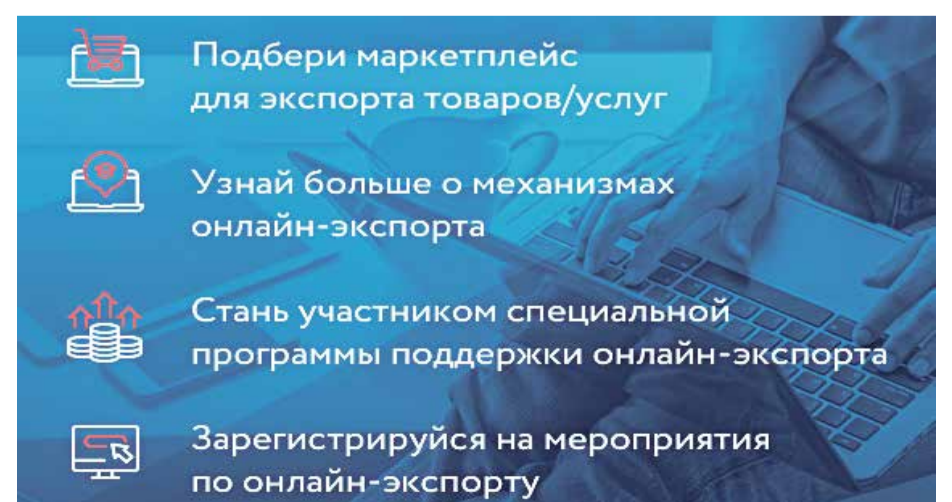 Подбери маркетплейс
для экспорта товаров/услуг
Узнай больше о механизмах
онлайн-экспорта
Стань участником специальной
программы поддержки онлайн-экспорта
Зарегистрируйся на мероприятия
по онлайн-экспорту